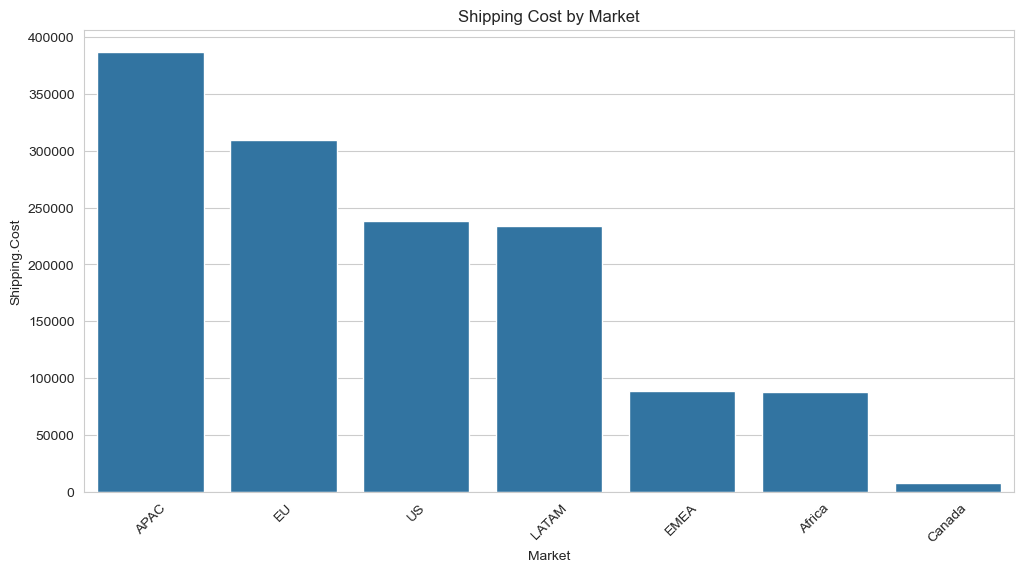 Shipping Cost by Market
400000
350000
300000
250000
200000
150000
100000
50000
0
Shipping.Cost
APAC
EU
US
LATAM
EMEA
Africa
Canada
Market